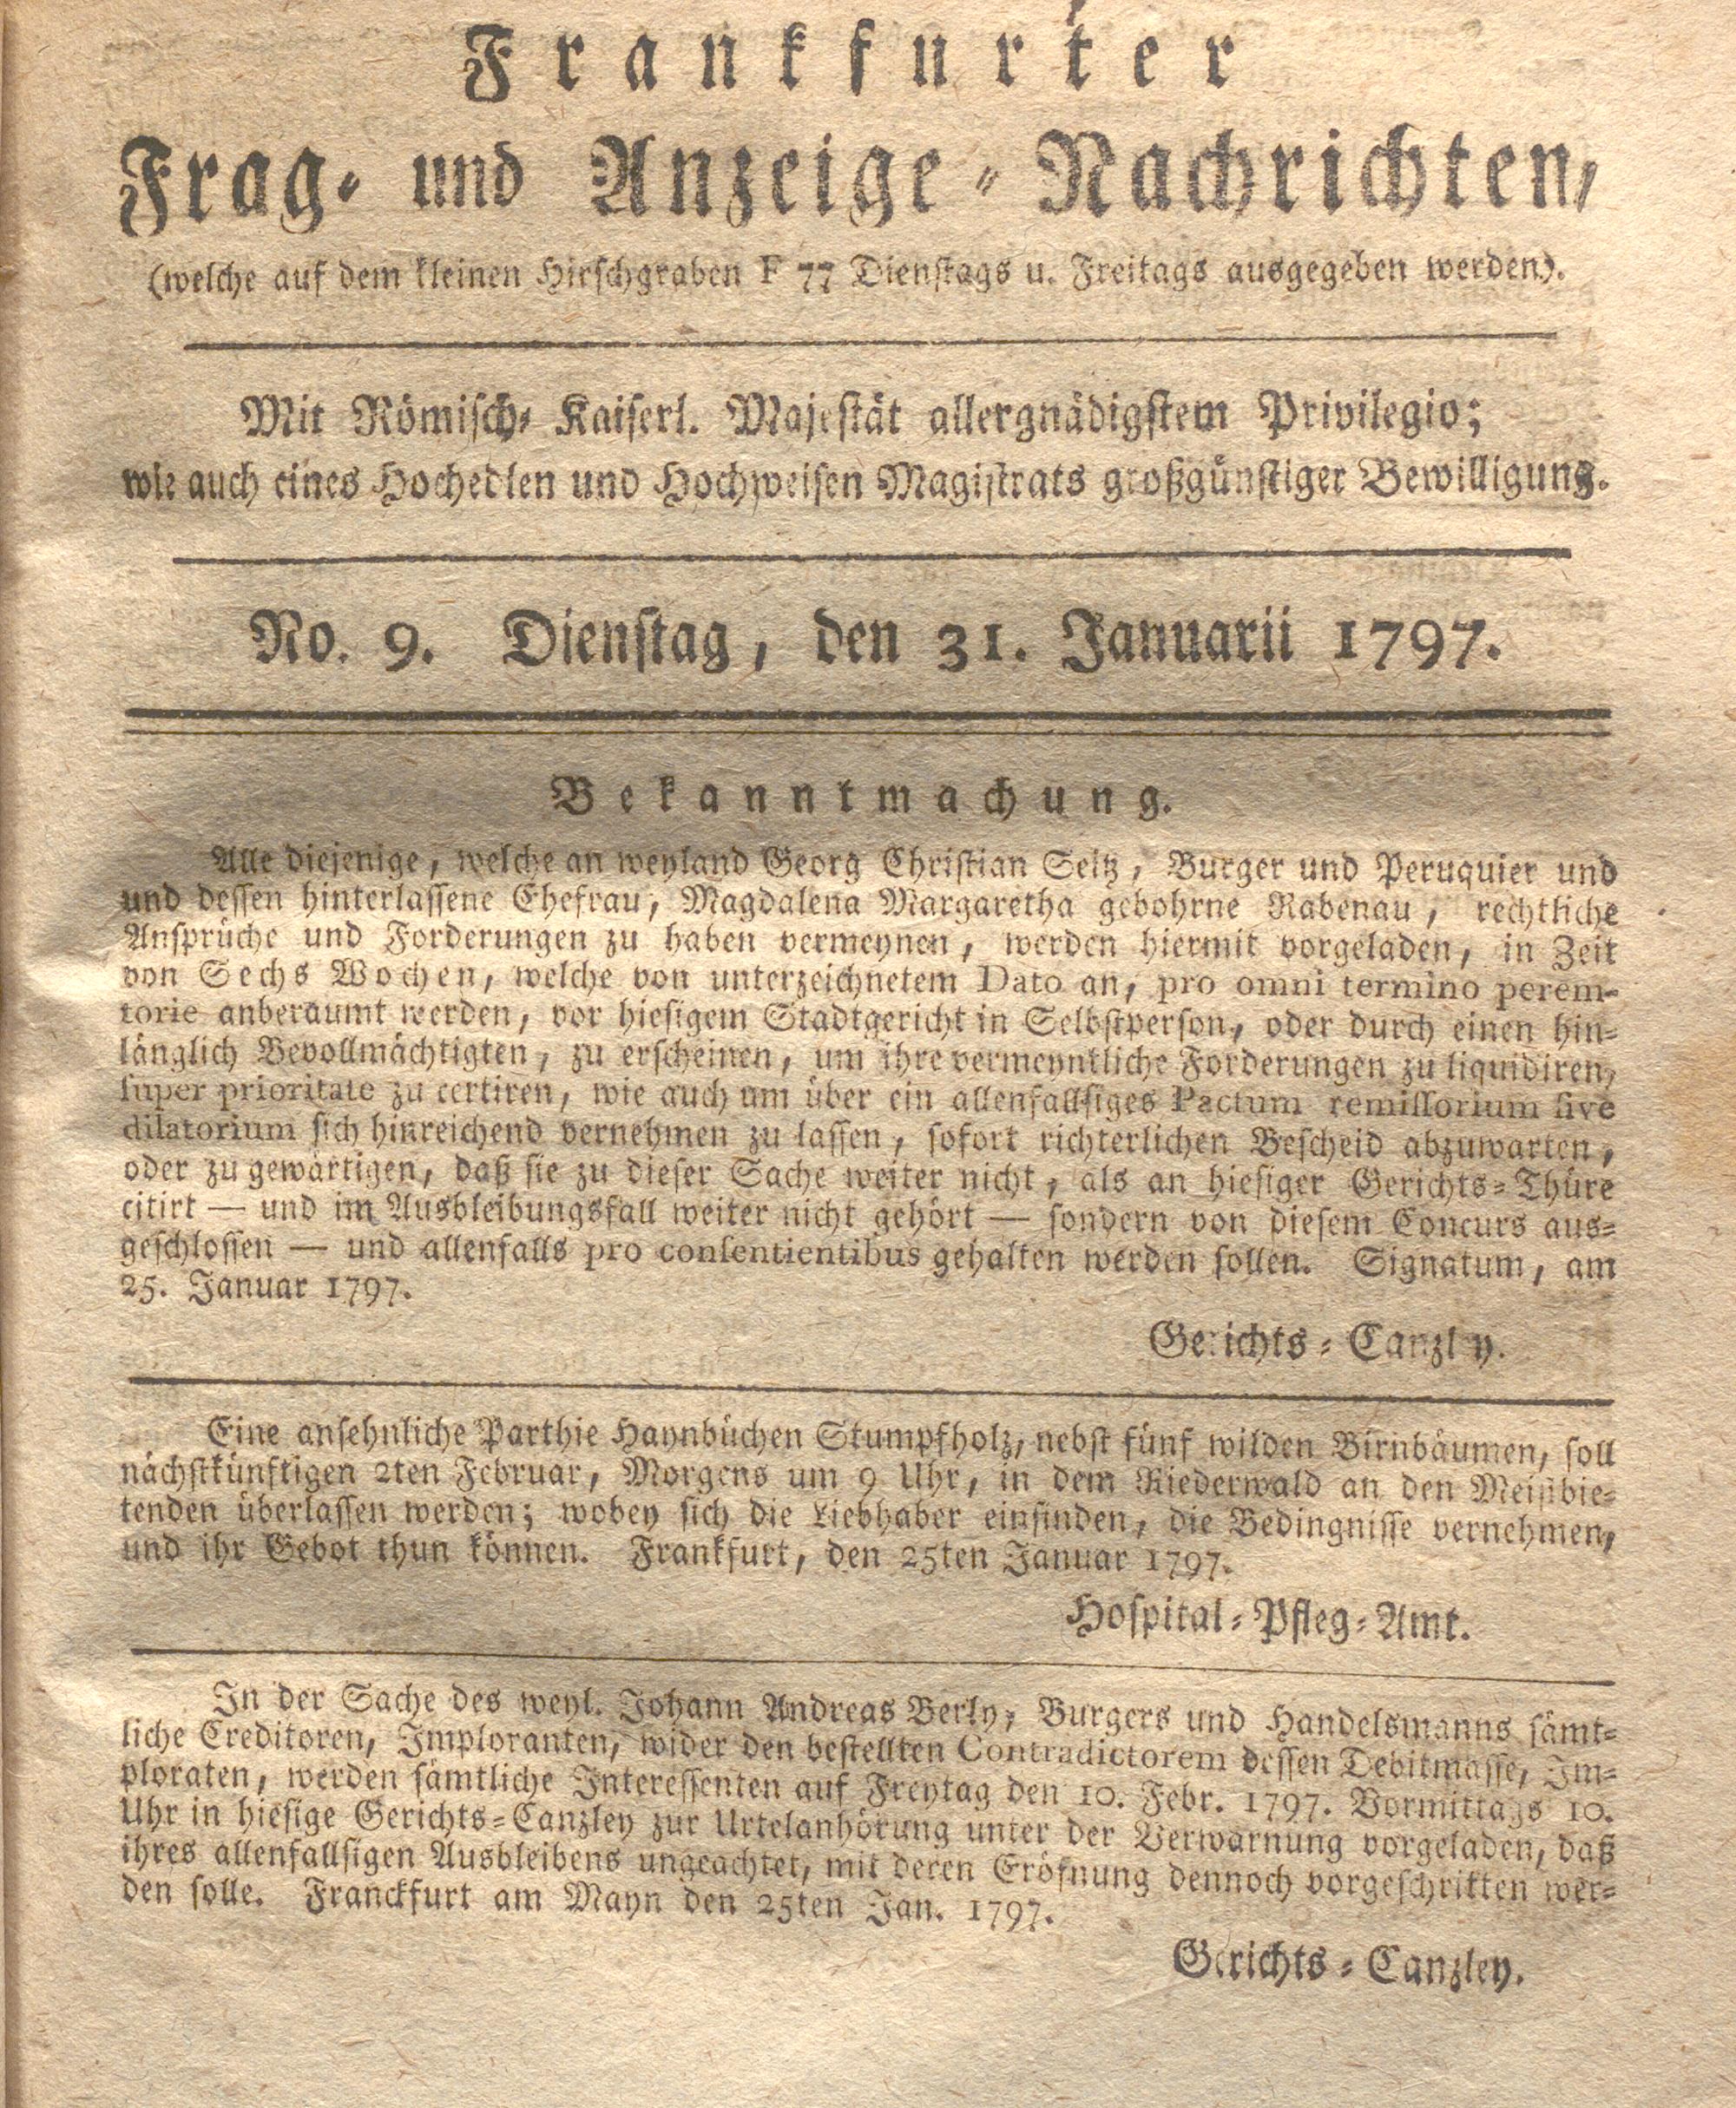 Frankfurter
Frag- und Anzeige-Nachrichten,
(welche auf dem kleinen Hirschgraben F 77 Dienstags u. Freitags ausgegeben werden).
Mit Römisch- Kaiserl. Majestät allergnädigstem Privilegio;
wie auch eines Hochedlen und Hochweisen Magistrats großgünstiger Bewilligung.
No. 9. Dienstag, den 31. Januarii 1797.
Bekanntmachung.
Alle diejenige, welche an weyland Georg Christian Seitz, Burger und Peruquier und
und dessen hinterlassene Ehefrau, Magdalena Margaretha gebohrne Rabenau, rechtliche
Ansprüche und Forderungen zu haben vermeynen, werden hiermit vorgeladen, in Zeit
von Sechs Wochen, welche von unterzeichnetem Dato an, pro omni termino perem-
torie anberaumt werden, vor hiesigem Stadtgericht in Selbstperson, oder durch einen hin-
länglich Bevollmächtigten, zu erscheinen, um ihre vermeyntliche Forderungen zu liquidiren,
super prioritate zu certiren, wie auch um über ein allenfallsiges Pactum remissorium sive
dilatorium sich hinreichend vernehmen zu lassen, sofort richterlichen Bescheid abzuwarten,
oder zu gewärtigen, daß sie zu dieser Sache weiter nicht, als an hiesiger Gerichts-Thüre
citirt — und im Ausbleibungsfall weiter nicht gehört — sondern von diesem Concurs aus-
geschlossen — und allenfalls pro consentientibus gehalten werden sollen. Signatum, am
25. Januar 1797.
Gerichts-Canzley.
Eine ansehnliche Parthie Haynbüchen Stumpfholz, nebst fünf wilden Birnbäumen, soll
nächstkünftigen 2ten Februar, Morgens um 9 Uhr, in dem Riederwald an den Meistbie-
tenden überlassen werden; wobey sich die Liebhaber einfinden, die Bedingnisse vernehmen,
und ihr Gebot thun können. Frankfurt, den 25ten Januar 1797.
Hospital-Pfleg-Amt.
In der Sache des weyl. Johann Andreas Berly, Burgers und Handelsmanns sämt-
liche Creditoren, Imploranten, wider den bestellten Contradictorem dessen Debitmasse, Im-
ploraten, werden sämtliche Interessenten auf Freytag den 10. Febr. 1797. Vormittags 10.
Uhr in hiesige Gerichts-Canzley zur Urtelanhörung unter der Verwarnung vorgeladen, daß
ihres allenfallsigen Ausbleibens ungeachtet, mit deren Eröfnung dennoch vorgeschritten wer-
den solle. Franckfurt am Mayn den 25ten Jan. 1797.
Gerichts-Canzley.